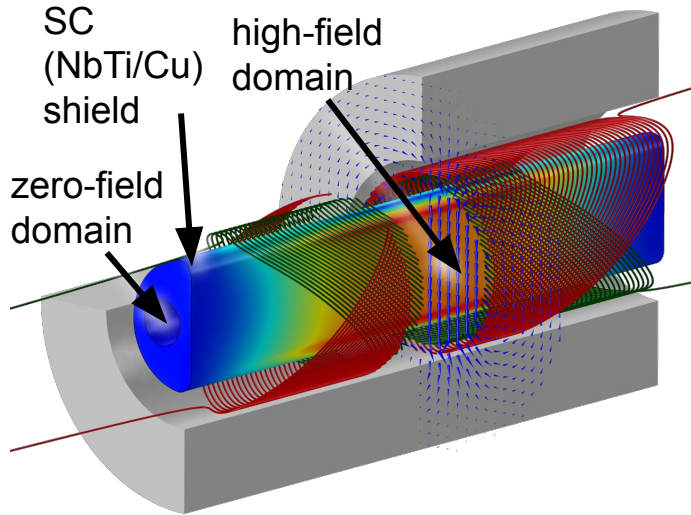 SC
(NbTi/Cu)
shield
high-field
domain
zero-field
domain